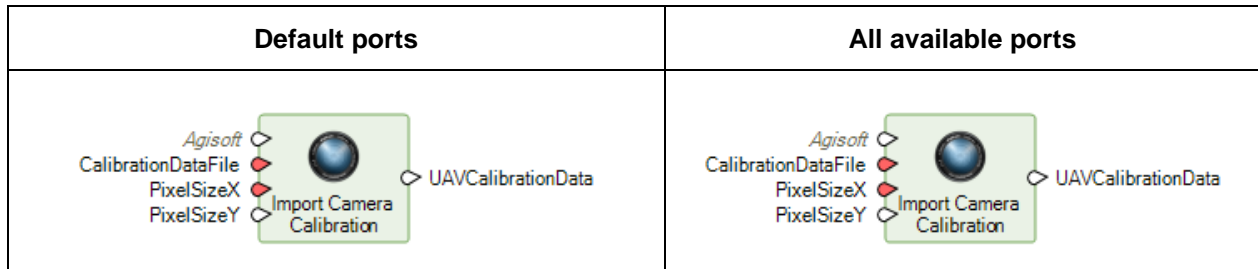 Default ports
All available ports
Agisoft
CalibrationDataFile
PixelSizeX
PixelSizeY
Import Camera
Calibration
UAVCalibrationData
Agisoft
CalibrationDataFile
PixelSizeX
PixelSizeY
Import Camera
Calibration
UAVCalibrationData